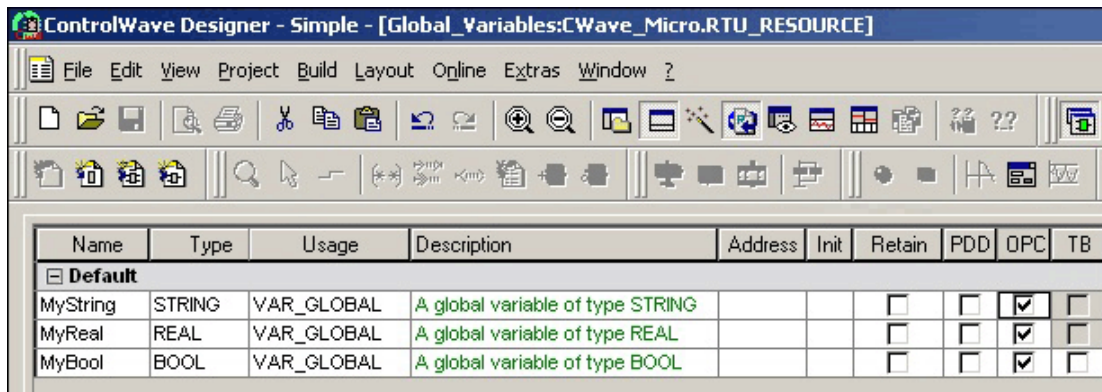 ControlWave Designer - Simple - [Global_Variables:CWave_Micro.RTU_RESOURCE]
File Edit View Project Build Layout Online Extras Window ?
Name Type Usage Description Address Init Retain PDD OPC TB
Default
MyString STRING VAR_GLOBAL A global variable of type STRING
MyReal REAL VAR_GLOBAL A global variable of type REAL
MyBool BOOL VAR_GLOBAL A global variable of type BOOL